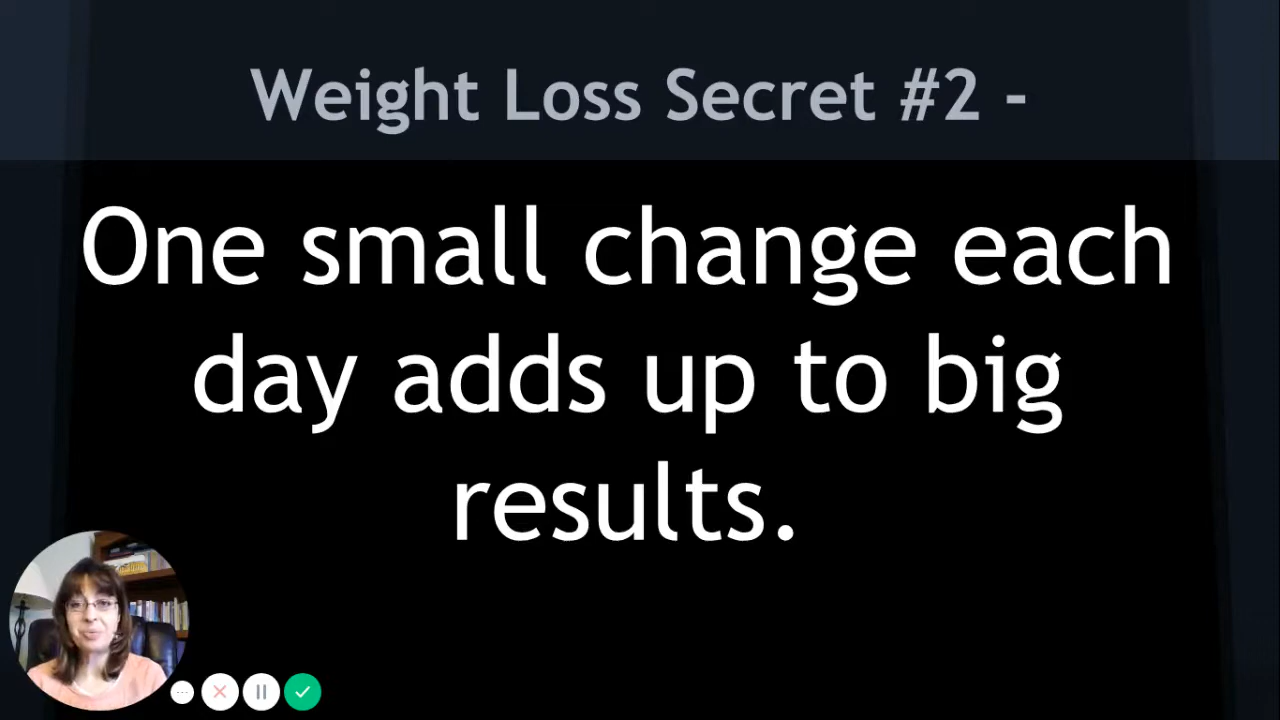 Weight Loss Secret #2 -
One small change each
day adds up to big
results.